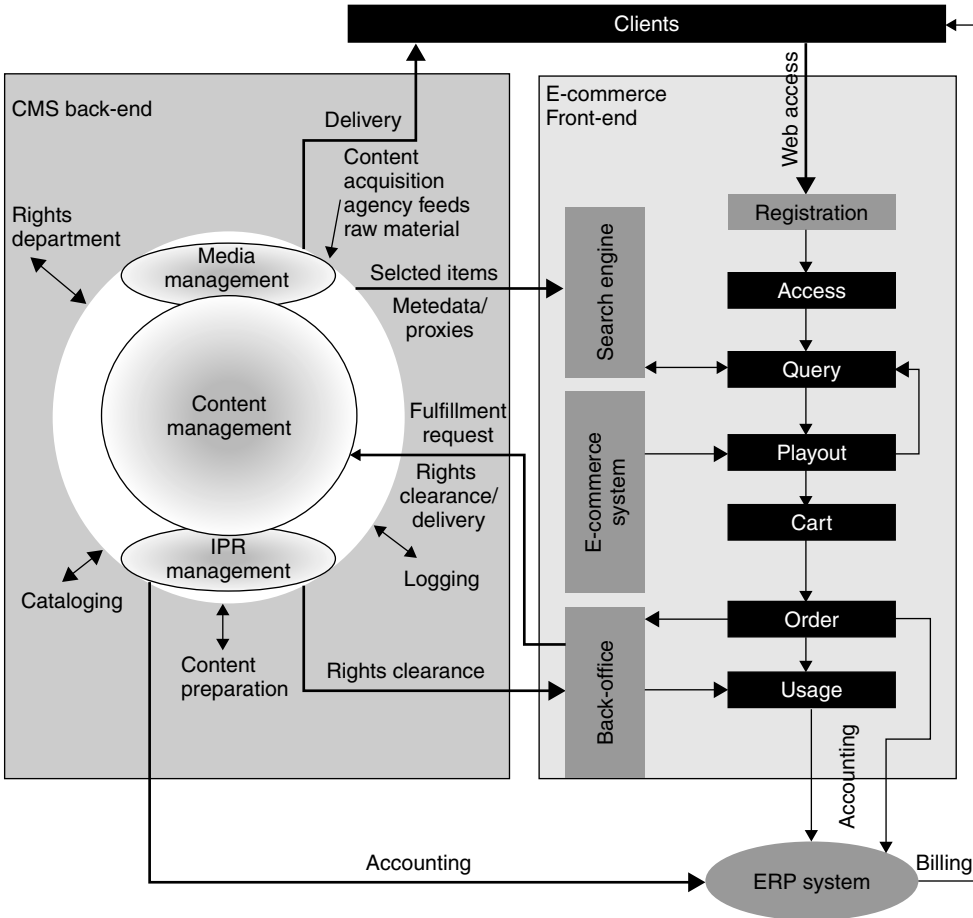 Clients
CMS back-end
E-commerce
Front-end
Web access
Delivery
Content
acquisition
agency feeds
raw material
Rights
department
Media
management
Selcted items
Metedata/
proxies
Search engine
Registration
Access
Query
Content
management
Fulfillment
request
Rights
clearance/
delivery
E-commerce
system
Playout
Cart
IPR
management
Logging
Cataloging
Content
preparation
Rights clearance
Back-office
Order
Usage
Accounting
Accounting
ERP system
Billing